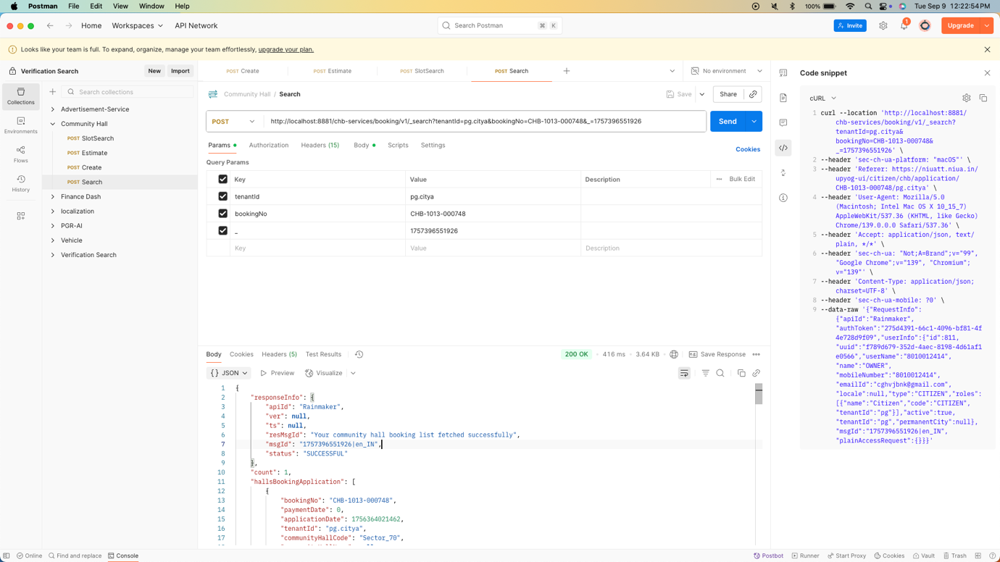 Postman File Edit View Window Help
100% Tue Sep 9 12:22:54 PM
Home Workspaces API Network
Search Postman ⌘ K
Invite 1 Upgrade
Looks like your team is full. To expand, organize, manage your team effortlessly, upgrade your plan.
Verification Search New Import
POST Create POST Estimate POST SlotSearch POST Search No environment
Code snippet
Collections
Environments
Flows
History
Search collections
Advertisement-Service
Community Hall
POST SlotSearch
POST Estimate
POST Create
POST Search
Finance Dash
localization
PGR-AI
Vehicle
Verification Search
HTTP Community Hall / Search Save Share
POST http://localhost:8881/chb-services/booking/v1/_search?tenantId=pg.citya&bookingNo=CHB-1013-000748&_=1757396551926 Send
Params Authorization Headers (15) Body Scripts Settings Cookies
Query Params
Key Value Description Bulk Edit
tenantId pg.citya
bookingNo CHB-1013-000748
_ 1757396551926
Key Value Description
Body Cookies Headers (5) Test Results 200 OK 416 ms 3.64 KB Save Response
{} JSON Preview Visualize
1 {
2 "responseInfo": {
3 "apiId": "Rainmaker",
4 "ver": null,
5 "ts": null,
6 "resMsgId": "Your community hall booking list fetched successfully",
7 "msgId": "1757396551926|en_IN",
8 "status": "SUCCESSFUL"
9 },
10 "count": 1,
11 "hallsBookingApplication": [
12 {
13 "bookingNo": "CHB-1013-000748",
14 "paymentDate": 0,
15 "applicationDate": 1756364021462,
16 "tenantId": "pg.citya",
17 "communityHallCode": "Sector_70",
cURL
1 curl --location 'http://localhost:8881/
chb-services/booking/v1/_search?
tenantId=pg.citya&
bookingNo=CHB-1013-000748&
_=1757396551926' \
2 --header 'sec-ch-ua-platform: "macOS"' \
3 --header 'Referer: https://niuatt.niua.in/
upyog-ui/citizen/chb/application/
CHB-1013-000748/pg.citya' \
4 --header 'User-Agent: Mozilla/5.0
(Macintosh; Intel Mac OS X 10_15_7)
AppleWebKit/537.36 (KHTML, like Gecko)
Chrome/139.0.0.0 Safari/537.36' \
5 --header 'Accept: application/json, text/
plain, */*' \
6 --header 'sec-ch-ua: "Not;A=Brand";v="99",
"Google Chrome";v="139", "Chromium";
v="139"' \
7 --header 'Content-Type: application/json;
charset=UTF-8' \
8 --header 'sec-ch-ua-mobile: ?0' \
9 --data-raw '{"RequestInfo":
{"apiId":"Rainmaker",
"authToken":"275d4391-66c1-4096-bf81-4f
4e728d9f09","userInfo":{"id":811,
"uuid":"f789d679-352d-4aec-8198-4d61af1
e0566","userName":"8010012414",
"name":"OWNER",
"mobileNumber":"8010012414",
"emailId":"cghvjbnk@gmail.com",
"locale":null,"type":"CITIZEN","roles":
[{"name":"Citizen","code":"CITIZEN",
"tenantId":"pg"}],"active":true,
"tenantId":"pg","permanentCity":null},
"msgId":"1757396551926|en_IN",
"plainAccessRequest":{}}}'
Online Find and replace Console Postbot Runner Start Proxy Cookies Vault Trash